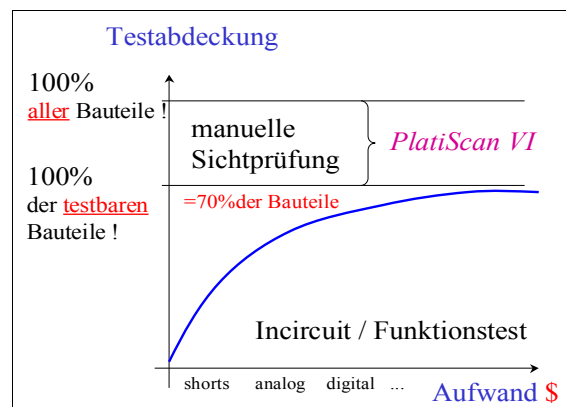 Testabdeckung
100%
aller Bauteile !
manuelle
Sichtprüfung
PlatiScan VI
100%
der testbaren
Bauteile !
=70%der Bauteile
Incircuit / Funktionstest
shorts analog digital ...
Aufwand $